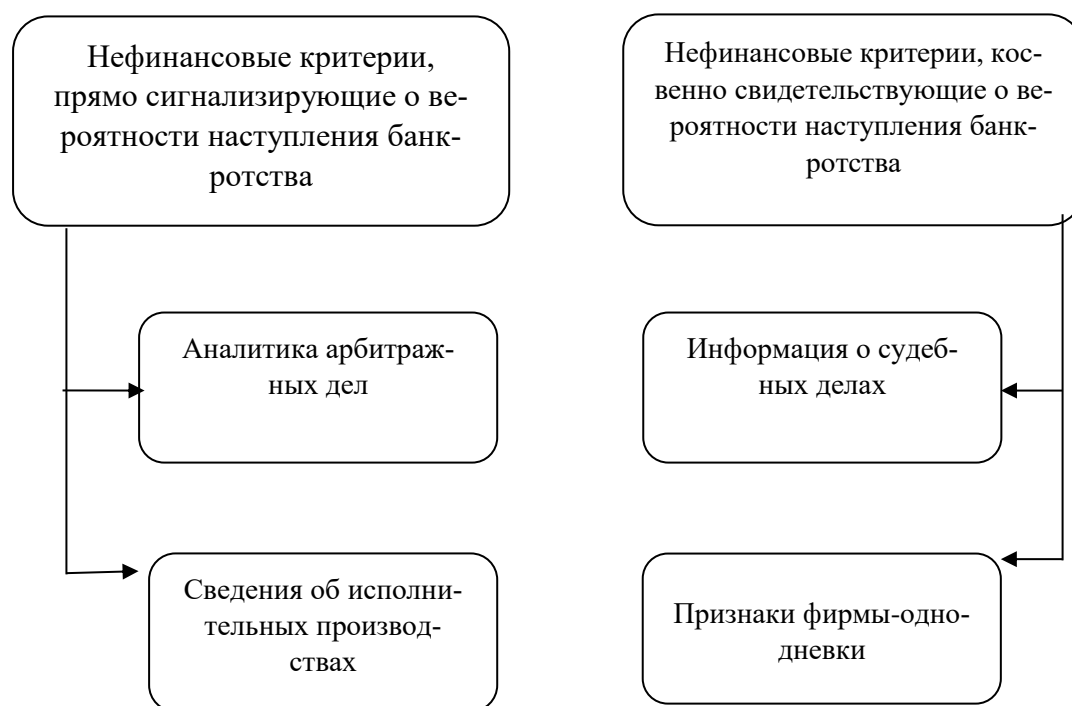 Нефинансовые критерии,
прямо сигнализирующие о ве-
роятности наступления банк-
ротства
Нефинансовые критерии, кос-
венно свидетельствующие о ве-
роятности наступления банк-
ротства
Аналитика арбитраж-
ных дел
Информация о судеб-
ных делах
Сведения об исполни-
тельных производ-
ствах
Признаки фирмы-одно-
дневки